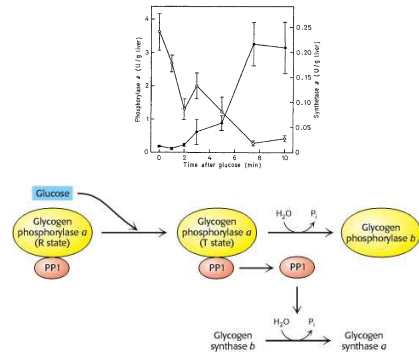 Phosphorylase a (U/g liver)
4
3
2
1
0
0.25
0.20
0.15
0.10
0.05
0
Synthetase a (U/g liver)
0 2 4 6 8 10
Time after glucose (min)
Glucose
Glycogen
phosphorylase a
(R state)
PP1
Glycogen
phosphorylase a
(T state)
PP1
PP1
H2O Pi
Glycogen
phosphorylase b
H2O Pi
Glycogen
synthase b
Glycogen
synthase a